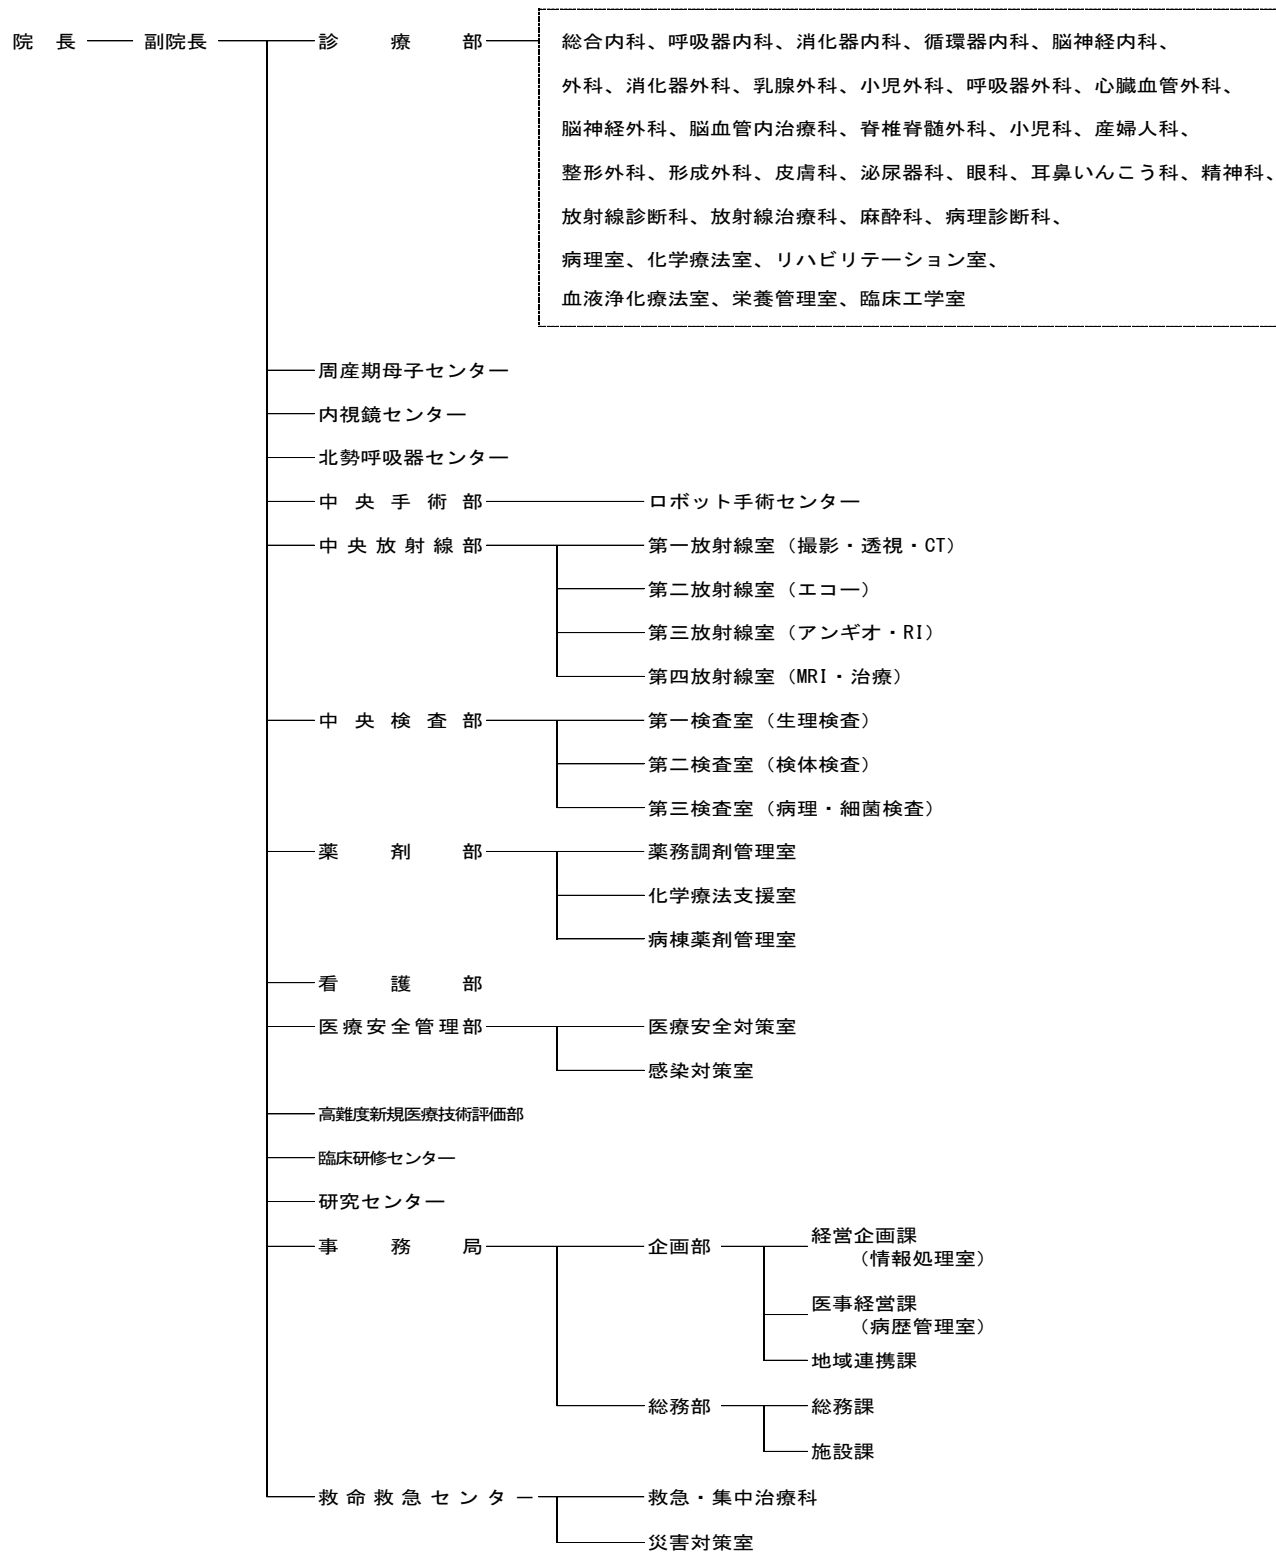 院長 副院長 診療部 総合内科、呼吸器内科、消化器内科、循環器内科、脳神経内科、
外科、消化器外科、乳腺外科、小児外科、呼吸器外科、心臓血管外科、
脳神経外科、脳血管内治療科、脊椎脊髄外科、小児科、産婦人科、
整形外科、形成外科、皮膚科、泌尿器科、眼科、耳鼻いんこう科、精神科、
放射線診断科、放射線治療科、麻酔科、病理診断科、
病理室、化学療法室、リハビリテーション室、
血液浄化療法室、栄養管理室、臨床工学室
周産期母子センター
内視鏡センター
北勢呼吸器センター
中央手術部 ロボット手術センター
中央放射線部 第一放射線室（撮影・透視・CT）
第二放射線室（エコー）
第三放射線室（アンギオ・RI）
第四放射線室（MRI・治療）
中央検査部 第一検査室（生理検査）
第二検査室（検体検査）
第三検査室（病理・細菌検査）
薬剤部 薬務調剤管理室
化学療法支援室
病棟薬剤管理室
看護部
医療安全管理部 医療安全対策室
感染対策室
高難度新規医療技術評価部
臨床研修センター
研究センター
事務局 企画部 経営企画課
（情報処理室）
医事経営課
（病歴管理室）
地域連携課
総務部 総務課
施設課
救命救急センター 救急・集中治療科
災害対策室